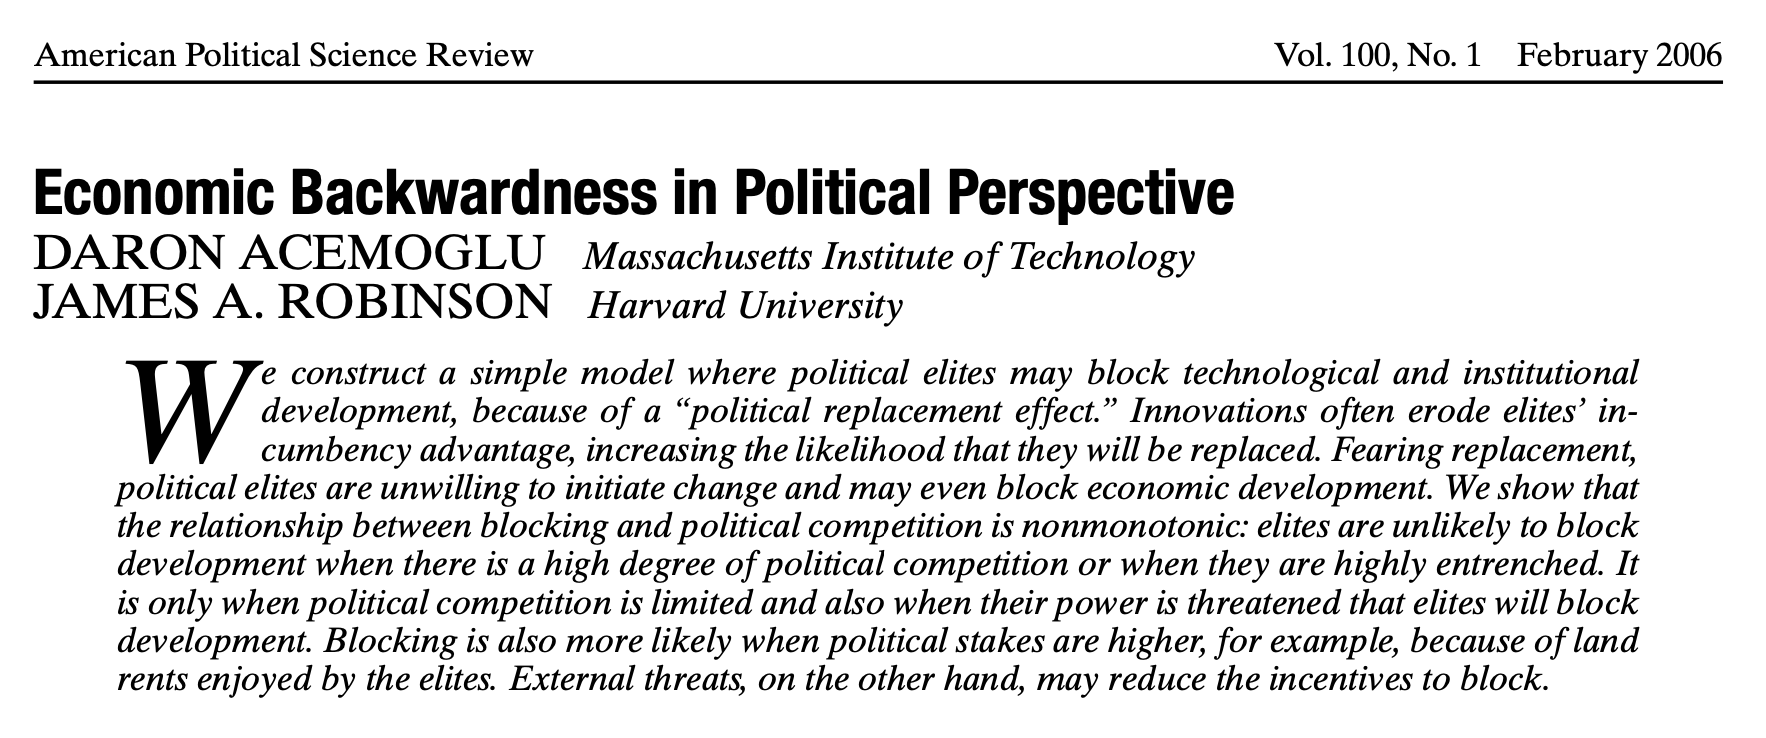 American Political Science Review Vol. 100, No. 1 February 2006
Economic Backwardness in Political Perspective
DARON ACEMOGLU Massachusetts Institute of Technology
JAMES A. ROBINSON Harvard University
We construct a simple model where political elites may block technological and institutional
development, because of a “political replacement effect.” Innovations often erode elites’ in-
cumbency advantage, increasing the likelihood that they will be replaced. Fearing replacement,
political elites are unwilling to initiate change and may even block economic development. We show that
the relationship between blocking and political competition is nonmonotonic: elites are unlikely to block
development when there is a high degree of political competition or when they are highly entrenched. It
is only when political competition is limited and also when their power is threatened that elites will block
development. Blocking is also more likely when political stakes are higher, for example, because of land
rents enjoyed by the elites. External threats, on the other hand, may reduce the incentives to block.